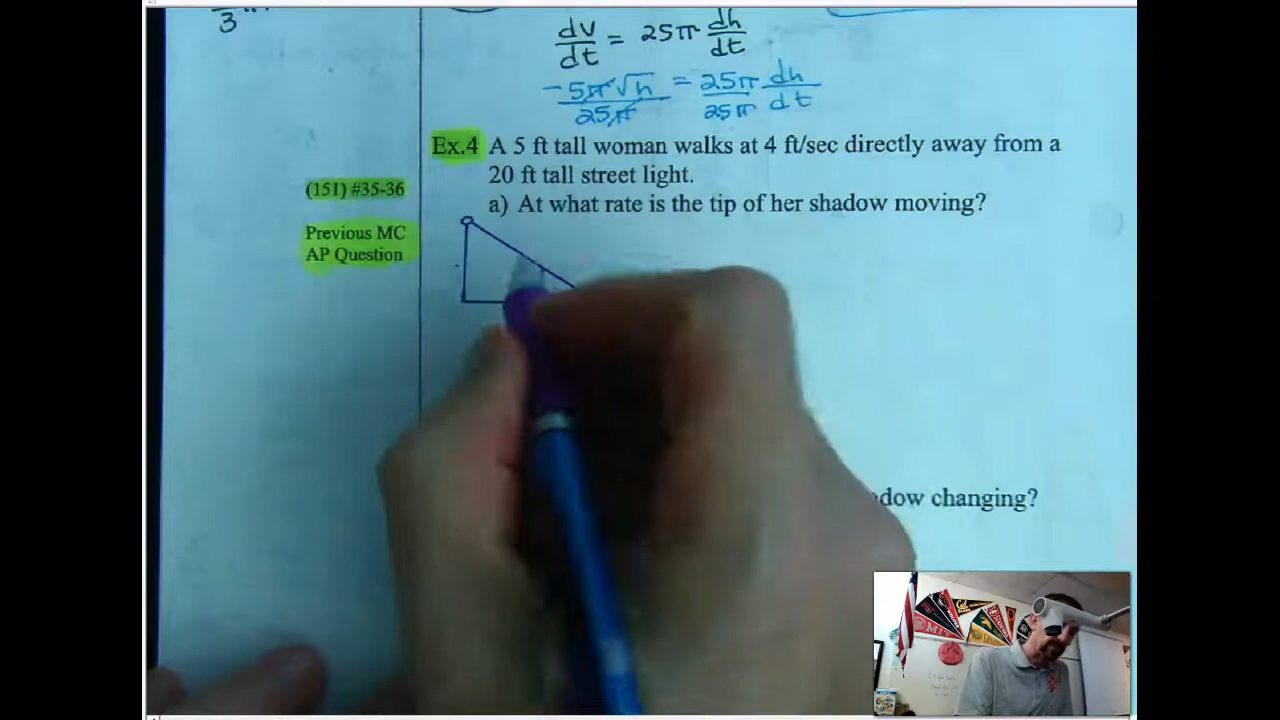 3
dv/dt = 25π dh/dt
-5π√h/25π = 25π/25π dh/dt
Ex.4 A 5 ft tall woman walks at 4 ft/sec directly away from a
20 ft tall street light.
(151) #35-36
a) At what rate is the tip of her shadow moving?
Previous MC
AP Question
dow changing?